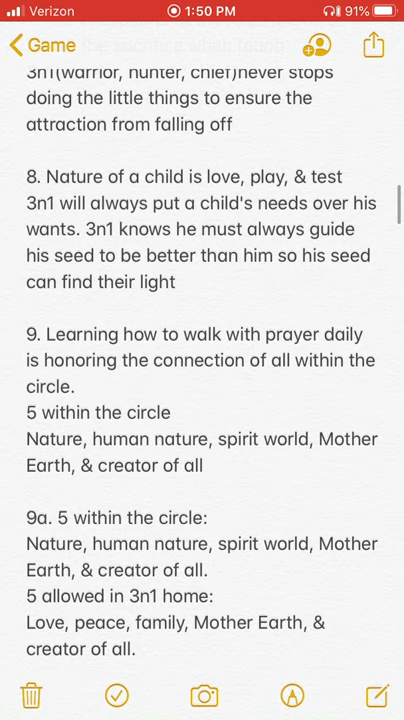 Verizon
1:50 PM
91%
Game
the sacrifice when found
3n1(warrior, hunter, chief)never stops
doing the little things to ensure the
attraction from falling off
8. Nature of a child is love, play, & test
3n1 will always put a child's needs over his
wants. 3n1 knows he must always guide
his seed to be better than him so his seed
can find their light
9. Learning how to walk with prayer daily
is honoring the connection of all within the
circle.
5 within the circle
Nature, human nature, spirit world, Mother
Earth, & creator of all
9a. 5 within the circle:
Nature, human nature, spirit world, Mother
Earth, & creator of all.
5 allowed in 3n1 home:
Love, peace, family, Mother Earth, &
creator of all.